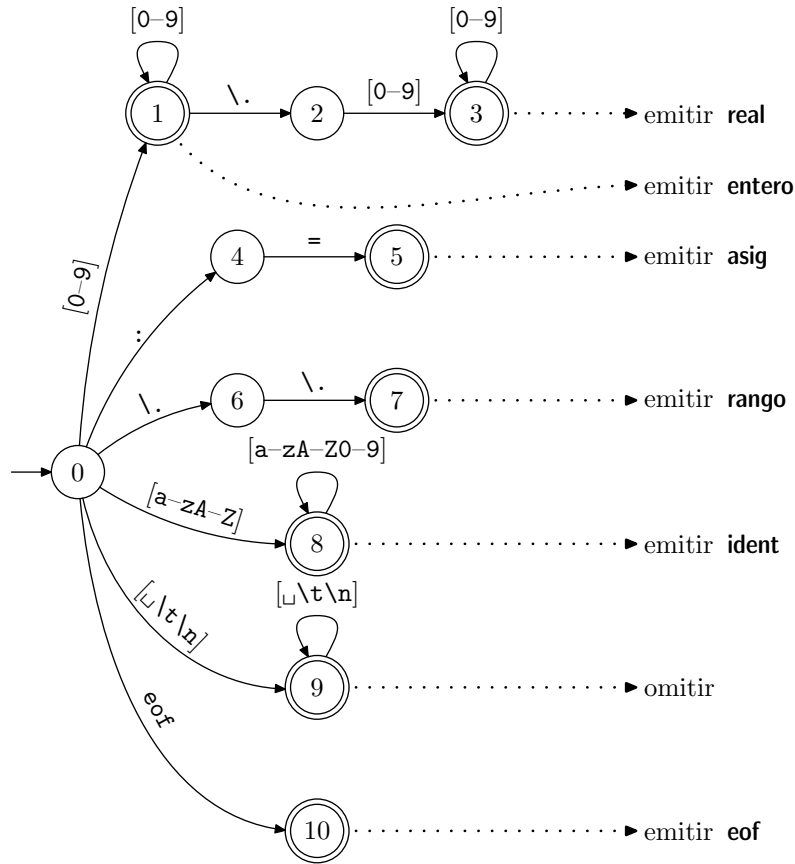 [0–9] [0–9]
1 \. 2 [0–9] 3 emitir real
emitir entero
[0–9] 4 = 5 emitir asig
:
\. 6 \. 7 emitir rango
[a–zA–Z0–9]
0
[a–zA–Z] 8 emitir ident
[␣\t\n]
[␣\t\n] 9 omitir
eof
10 emitir eof